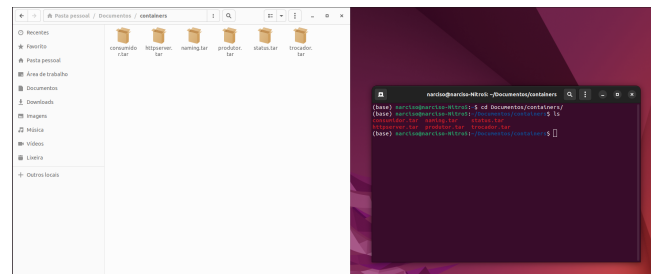 Pasta pessoal / Documentos / containers
Recentes
Favorito
Pasta pessoal
Área de trabalho
Documentos
Downloads
Imagens
Música
Vídeos
Lixeira
+ Outros locais
consumido
r.tar
httpserver.
tar
naming.tar
produtor.
tar
status.tar
trocador.
tar
narciso@narciso-Nitro5: ~/Documentos/containers
(base) narciso@narciso-Nitro5:~$ cd Documentos/containers/
(base) narciso@narciso-Nitro5:~/Documentos/containers$ ls
consumidor.tar naming.tar status.tar
httpserver.tar produtor.tar trocador.tar
(base) narciso@narciso-Nitro5:~/Documentos/containers$